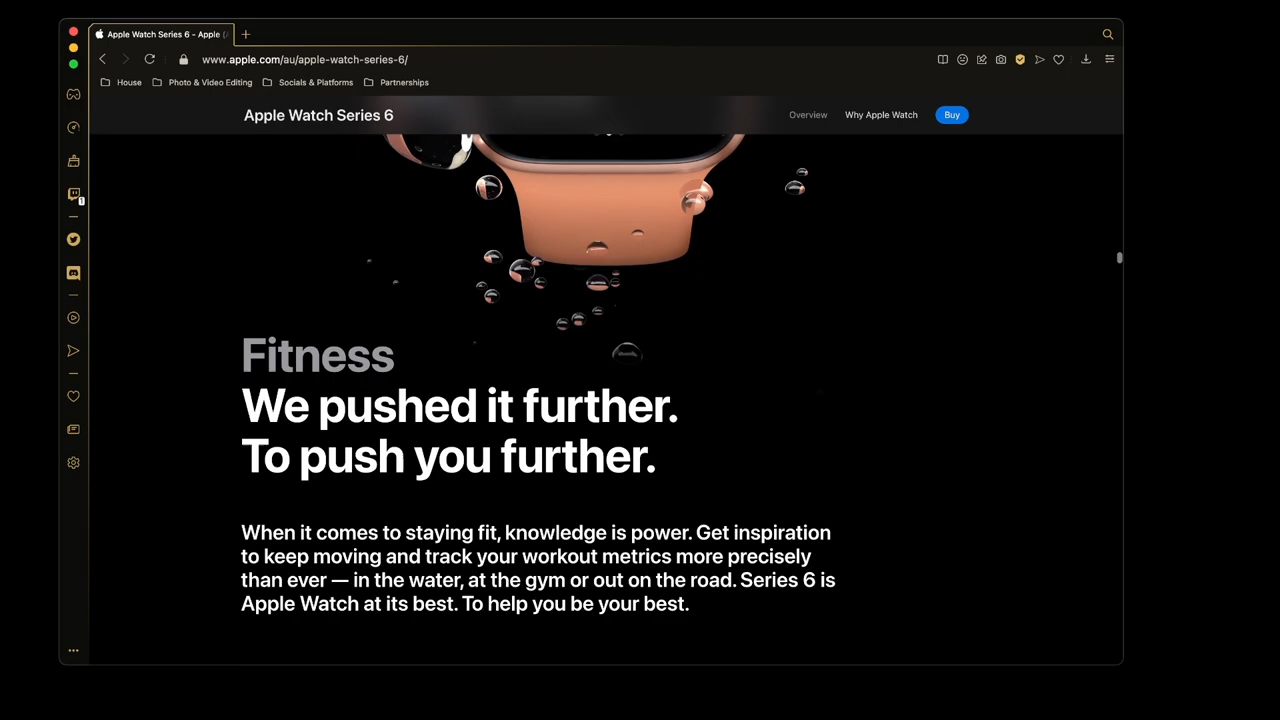 Apple Watch Series 6 - Apple (
www.apple.com/au/apple-watch-series-6/
House Photo & Video Editing Socials & Platforms Partnerships
Apple Watch Series 6 Overview Why Apple Watch Buy
1
Fitness
We pushed it further.
To push you further.
When it comes to staying fit, knowledge is power. Get inspiration
to keep moving and track your workout metrics more precisely
than ever — in the water, at the gym or out on the road. Series 6 is
Apple Watch at its best. To help you be your best.